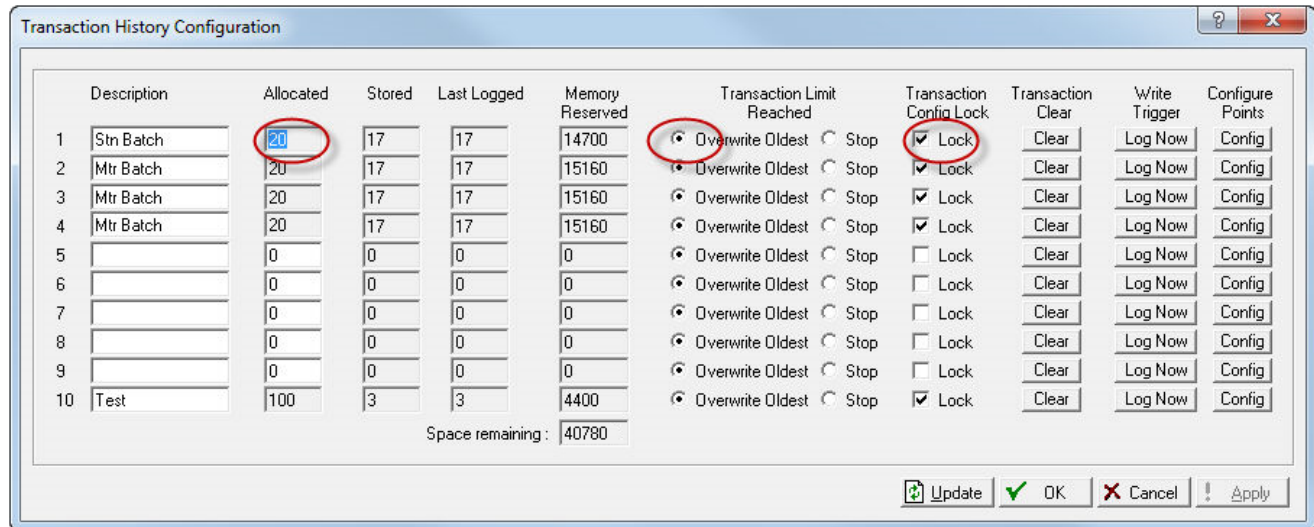 Transaction History Configuration
Description Allocated Stored Last Logged Memory Reserved Transaction Limit Reached Transaction Config Lock Transaction Clear Write Trigger Configure Points
1 Stn Batch 20 17 17 14700 Overwrite Oldest Stop Lock Clear Log Now Config
2 Mtr Batch 20 17 17 15160 Overwrite Oldest Stop Lock Clear Log Now Config
3 Mtr Batch 20 17 17 15160 Overwrite Oldest Stop Lock Clear Log Now Config
4 Mtr Batch 20 17 17 15160 Overwrite Oldest Stop Lock Clear Log Now Config
5 0 0 0 0 Overwrite Oldest Stop Lock Clear Log Now Config
6 0 0 0 0 Overwrite Oldest Stop Lock Clear Log Now Config
7 0 0 0 0 Overwrite Oldest Stop Lock Clear Log Now Config
8 0 0 0 0 Overwrite Oldest Stop Lock Clear Log Now Config
9 0 0 0 0 Overwrite Oldest Stop Lock Clear Log Now Config
10 Test 100 3 3 4400 Overwrite Oldest Stop Lock Clear Log Now Config
Space remaining : 40780
Update OK Cancel Apply